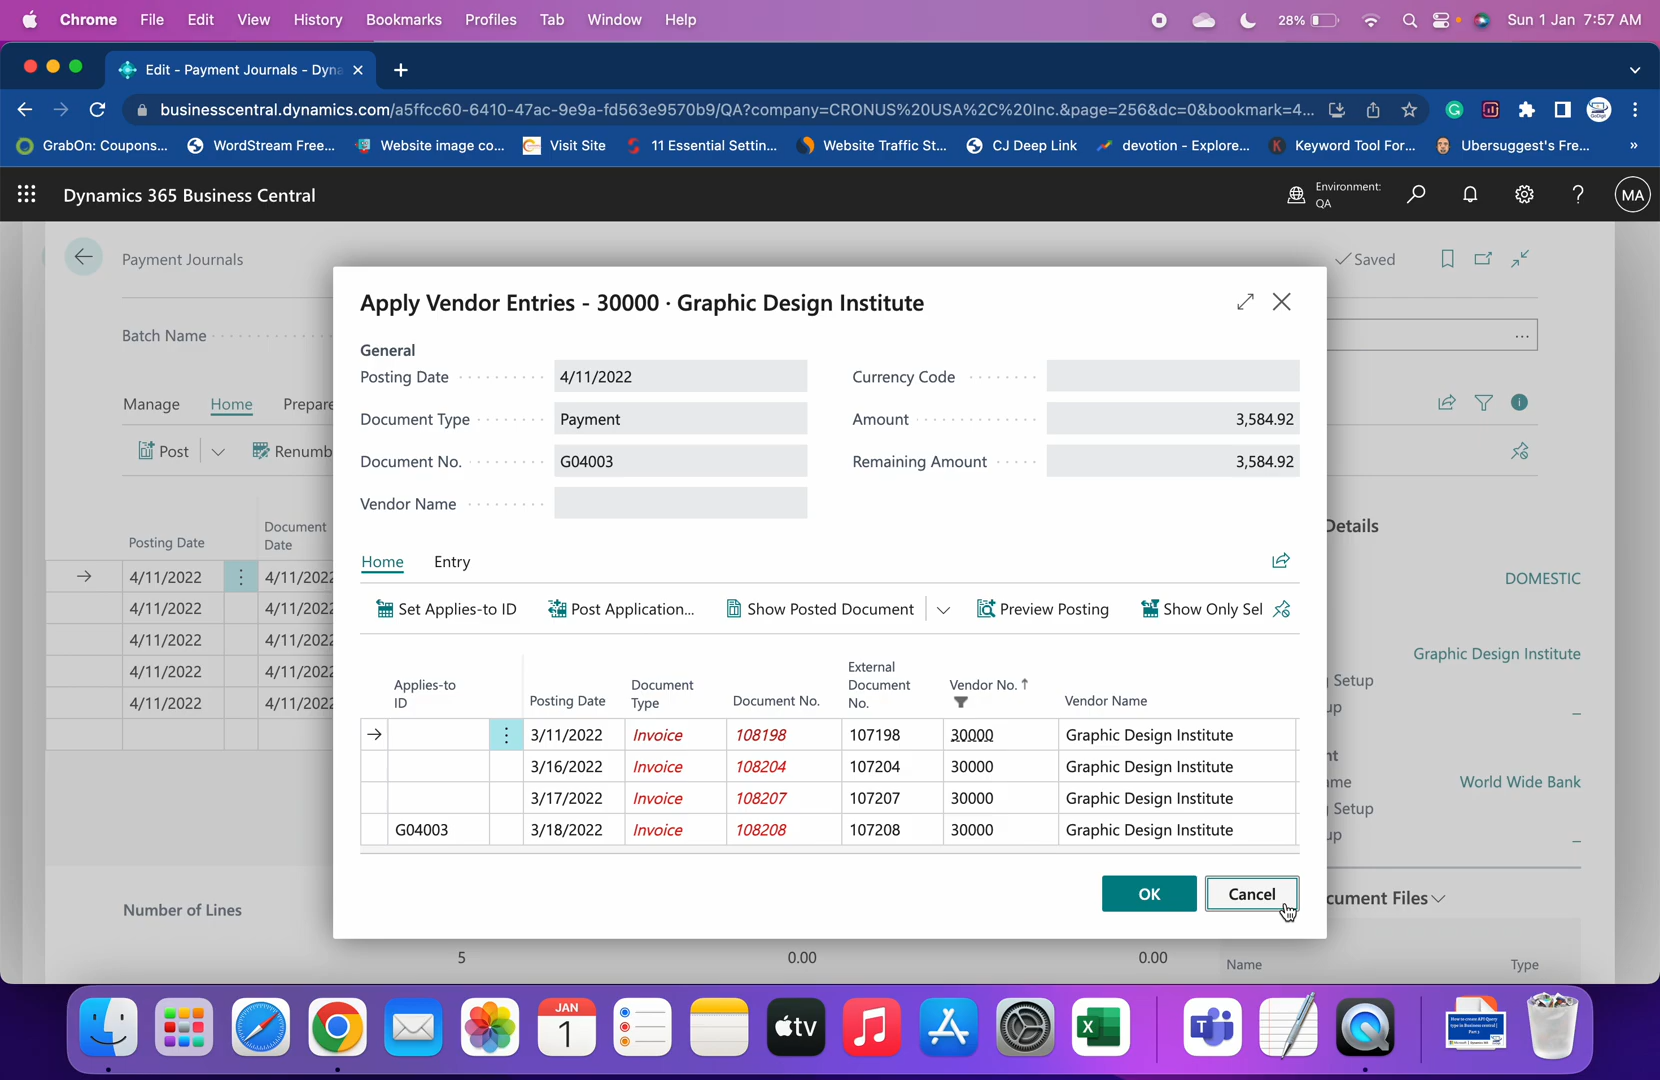 Chrome File Edit View History Bookmarks Profiles Tab Window Help 28% Sun 1 Jan 7:57 AM
Edit - Payment Journals - Dyna
businesscentral.dynamics.com/a5ffcc60-6410-47ac-9e9a-fd563e9570b9/QA?company=CRONUS%20USA%2C%20Inc.&page=256&dc=0&bookmark=4...
GrabOn: Coupons... WordStream Free... Website image co... Visit Site 11 Essential Settin... Website Traffic St... CJ Deep Link devotion - Explore... Keyword Tool For... Ubersuggest's Fre... »
Dynamics 365 Business Central Environment: QA ? MA
Payment Journals Saved
Batch Name ...
Manage Home Prepare
Post Renumb
Posting Date Document Date
4/11/2022 4/11/2022
4/11/2022 4/11/2022
4/11/2022 4/11/2022
4/11/2022 4/11/2022
4/11/2022 4/11/2022
Number of Lines
5 0.00 0.00
Apply Vendor Entries - 30000 · Graphic Design Institute
General
Posting Date 4/11/2022 Currency Code
Document Type Payment Amount 3,584.92
Document No. G04003 Remaining Amount 3,584.92
Vendor Name
Home Entry
Set Applies-to ID Post Application... Show Posted Document Preview Posting Show Only Sel
Applies-to ID Posting Date Document Type Document No. External Document No. Vendor No. ↑ Vendor Name
3/11/2022 Invoice 108198 107198 30000 Graphic Design Institute
3/16/2022 Invoice 108204 107204 30000 Graphic Design Institute
3/17/2022 Invoice 108207 107207 30000 Graphic Design Institute
G04003 3/18/2022 Invoice 108208 107208 30000 Graphic Design Institute
OK Cancel
Details
DOMESTIC
Graphic Design Institute
Setup
up
_
nt
me World Wide Bank
Setup
up
_
cument Files
Name Type
JAN
1
tv
X
T